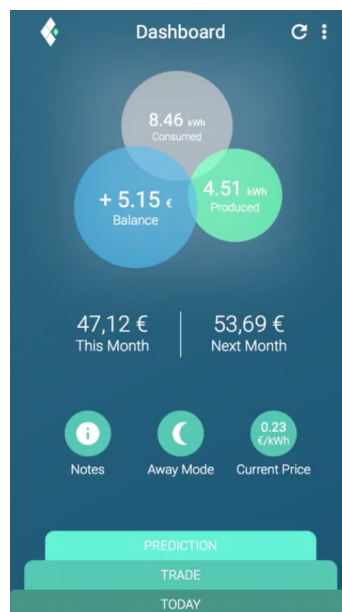 Dashboard
8.46 kWh
Consumed
+ 5.15 €
Balance
4.51 kWh
Produced
47,12 €
This Month
53,69 €
Next Month
Notes
Away Mode
0.23
€/kWh
Current Price
PREDICTION
TRADE
TODAY